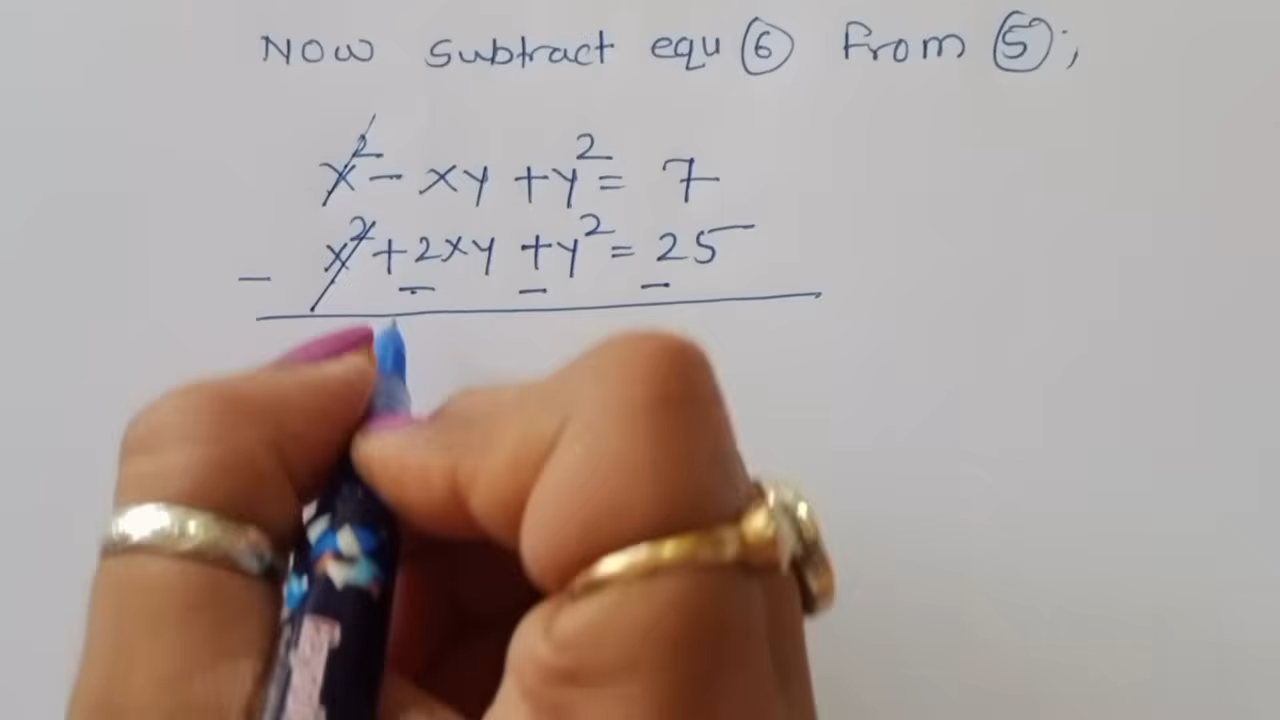 Now subtract equ ⑥ from ⑤;
x² - xy + y² = 7
x² + 2xy + y² = 25
- - - -